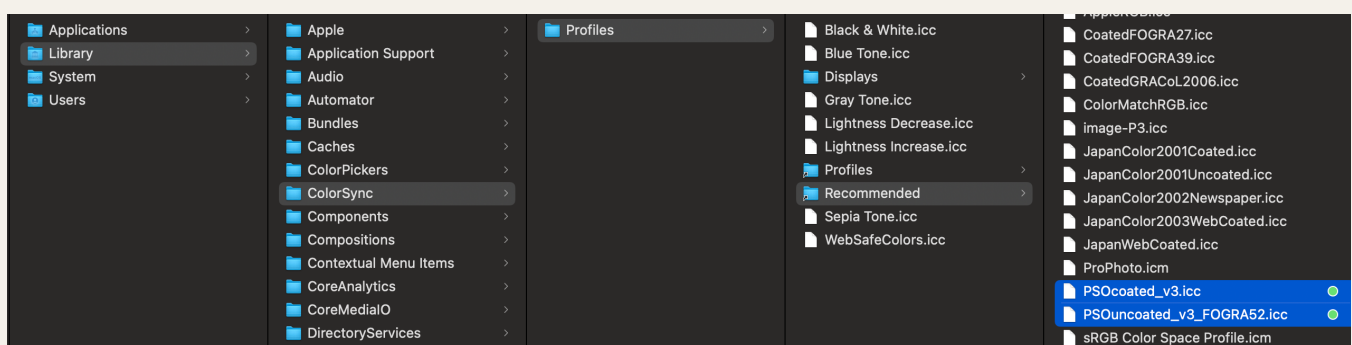 Applications
Library
System
Users
Apple
Application Support
Audio
Automator
Bundles
Caches
ColorPickers
ColorSync
Components
Compositions
Contextual Menu Items
CoreAnalytics
CoreMediaIO
DirectoryServices
Profiles
Black & White.icc
Blue Tone.icc
Displays
Gray Tone.icc
Lightness Decrease.icc
Lightness Increase.icc
Profiles
Recommended
Sepia Tone.icc
WebSafeColors.icc
AppleRGB.icc
CoatedFOGRA27.icc
CoatedFOGRA39.icc
CoatedGRACoL2006.icc
ColorMatchRGB.icc
image-P3.icc
JapanColor2001Coated.icc
JapanColor2001Uncoated.icc
JapanColor2002Newspaper.icc
JapanColor2003WebCoated.icc
JapanWebCoated.icc
ProPhoto.icm
PSOcoated_v3.icc
PSOuncoated_v3_FOGRA52.icc
sRGB Color Space Profile.icm